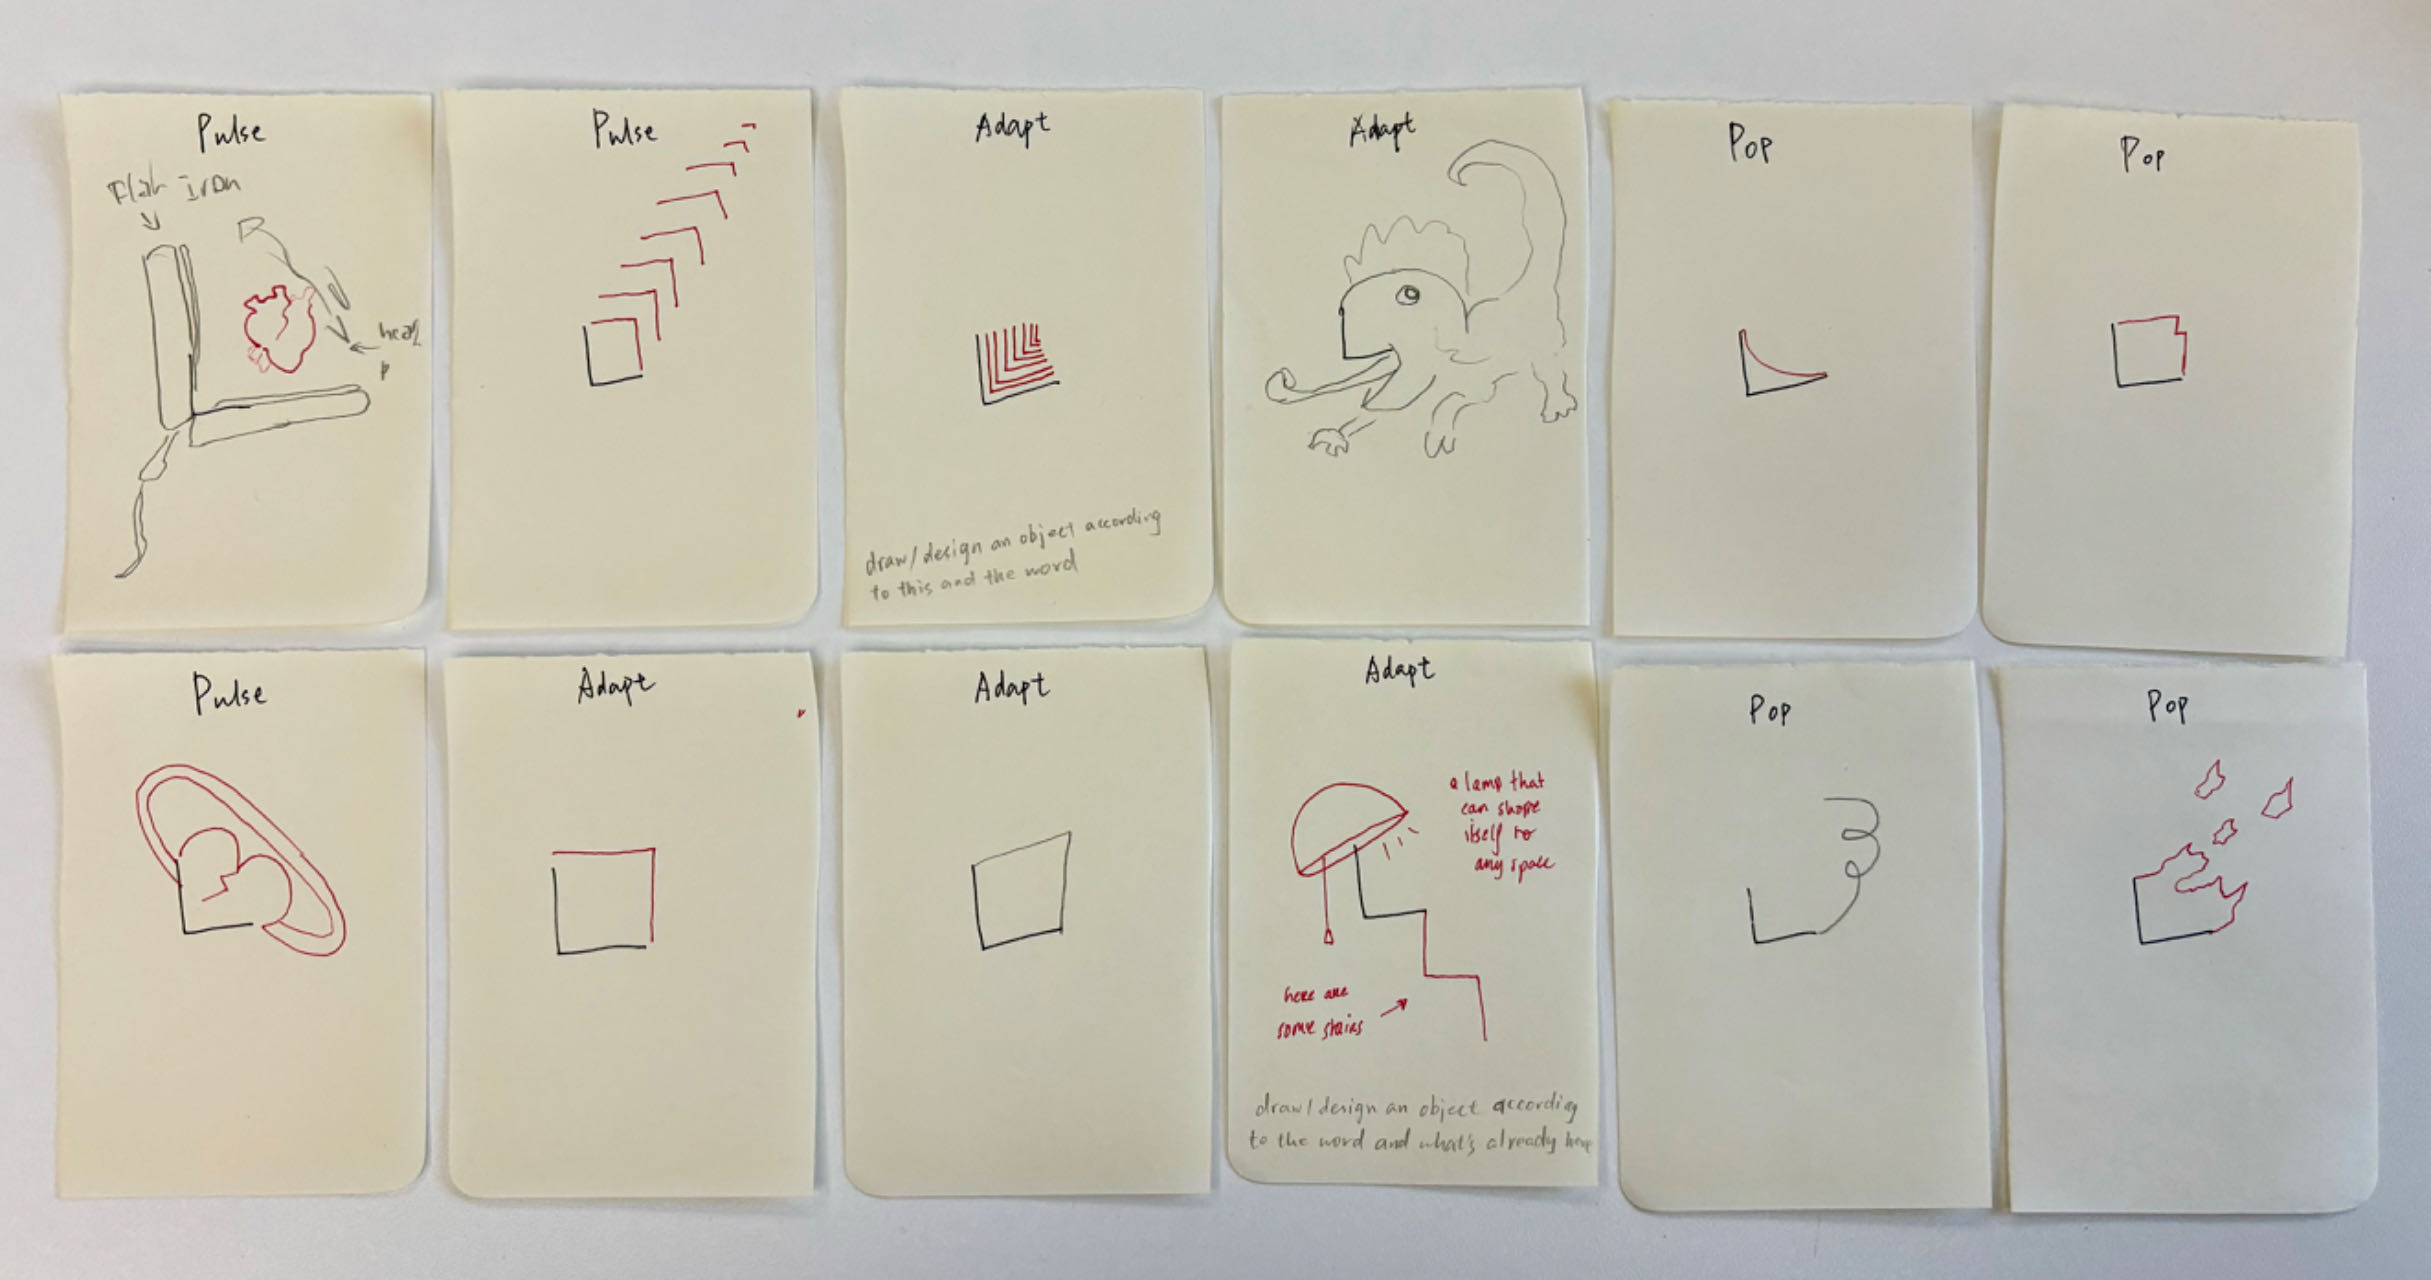 Pulse
Flat iron
Pulse
Adapt
draw/design an object according
to this and the word
Adapt
Pop
Pop
Pulse
Adapt
Adapt
Adapt
a lamp that
can shape
itself to
any space
here are
some stairs
draw/design an object according
to the word and what's already here
Pop
Pop